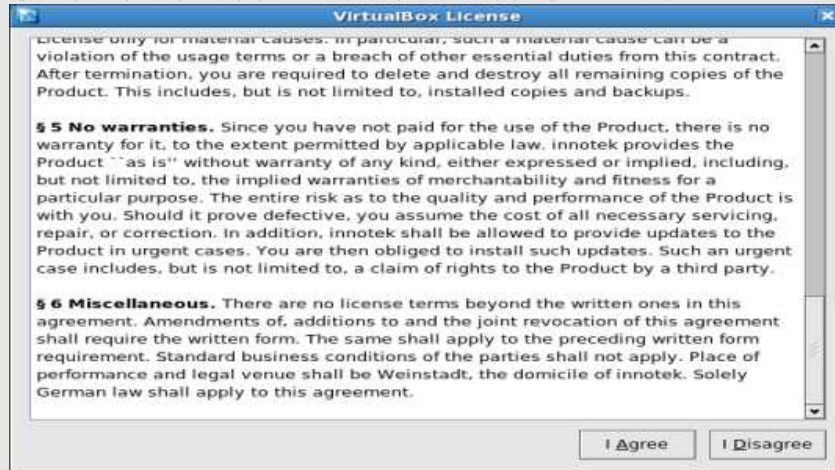 VirtualBox License
License only for material causes. In particular, such a material cause can be a
violation of the usage terms or a breach of other essential duties from this contract.
After termination, you are required to delete and destroy all remaining copies of the
Product. This includes, but is not limited to, installed copies and backups.
§ 5 No warranties. Since you have not paid for the use of the Product, there is no
warranty for it, to the extent permitted by applicable law. innotek provides the
Product ``as is'' without warranty of any kind, either expressed or implied, including,
but not limited to, the implied warranties of merchantability and fitness for a
particular purpose. The entire risk as to the quality and performance of the Product is
with you. Should it prove defective, you assume the cost of all necessary servicing,
repair, or correction. In addition, innotek shall be allowed to provide updates to the
Product in urgent cases. You are then obliged to install such updates. Such an urgent
case includes, but is not limited to, a claim of rights to the Product by a third party.
§ 6 Miscellaneous. There are no license terms beyond the written ones in this
agreement. Amendments of, additions to and the joint revocation of this agreement
shall require the written form. The same shall apply to the preceding written form
requirement. Standard business conditions of the parties shall not apply. Place of
performance and legal venue shall be Weinstadt, the domicile of innotek. Solely
German law shall apply to this agreement.
I Agree
I Disagree